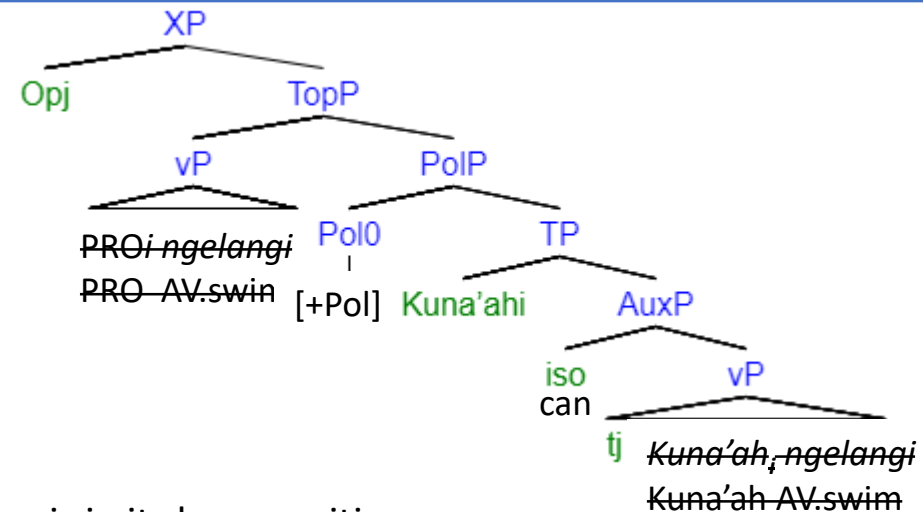 XP
Opj TopP
vP PolP
PROi ngelangi Pol0 TP
PRO AV.swin [+Pol] Kuna'ahi AuxP
iso vP
can
tj Kuna'ahi ngelangi
Kuna'ah AV.swim